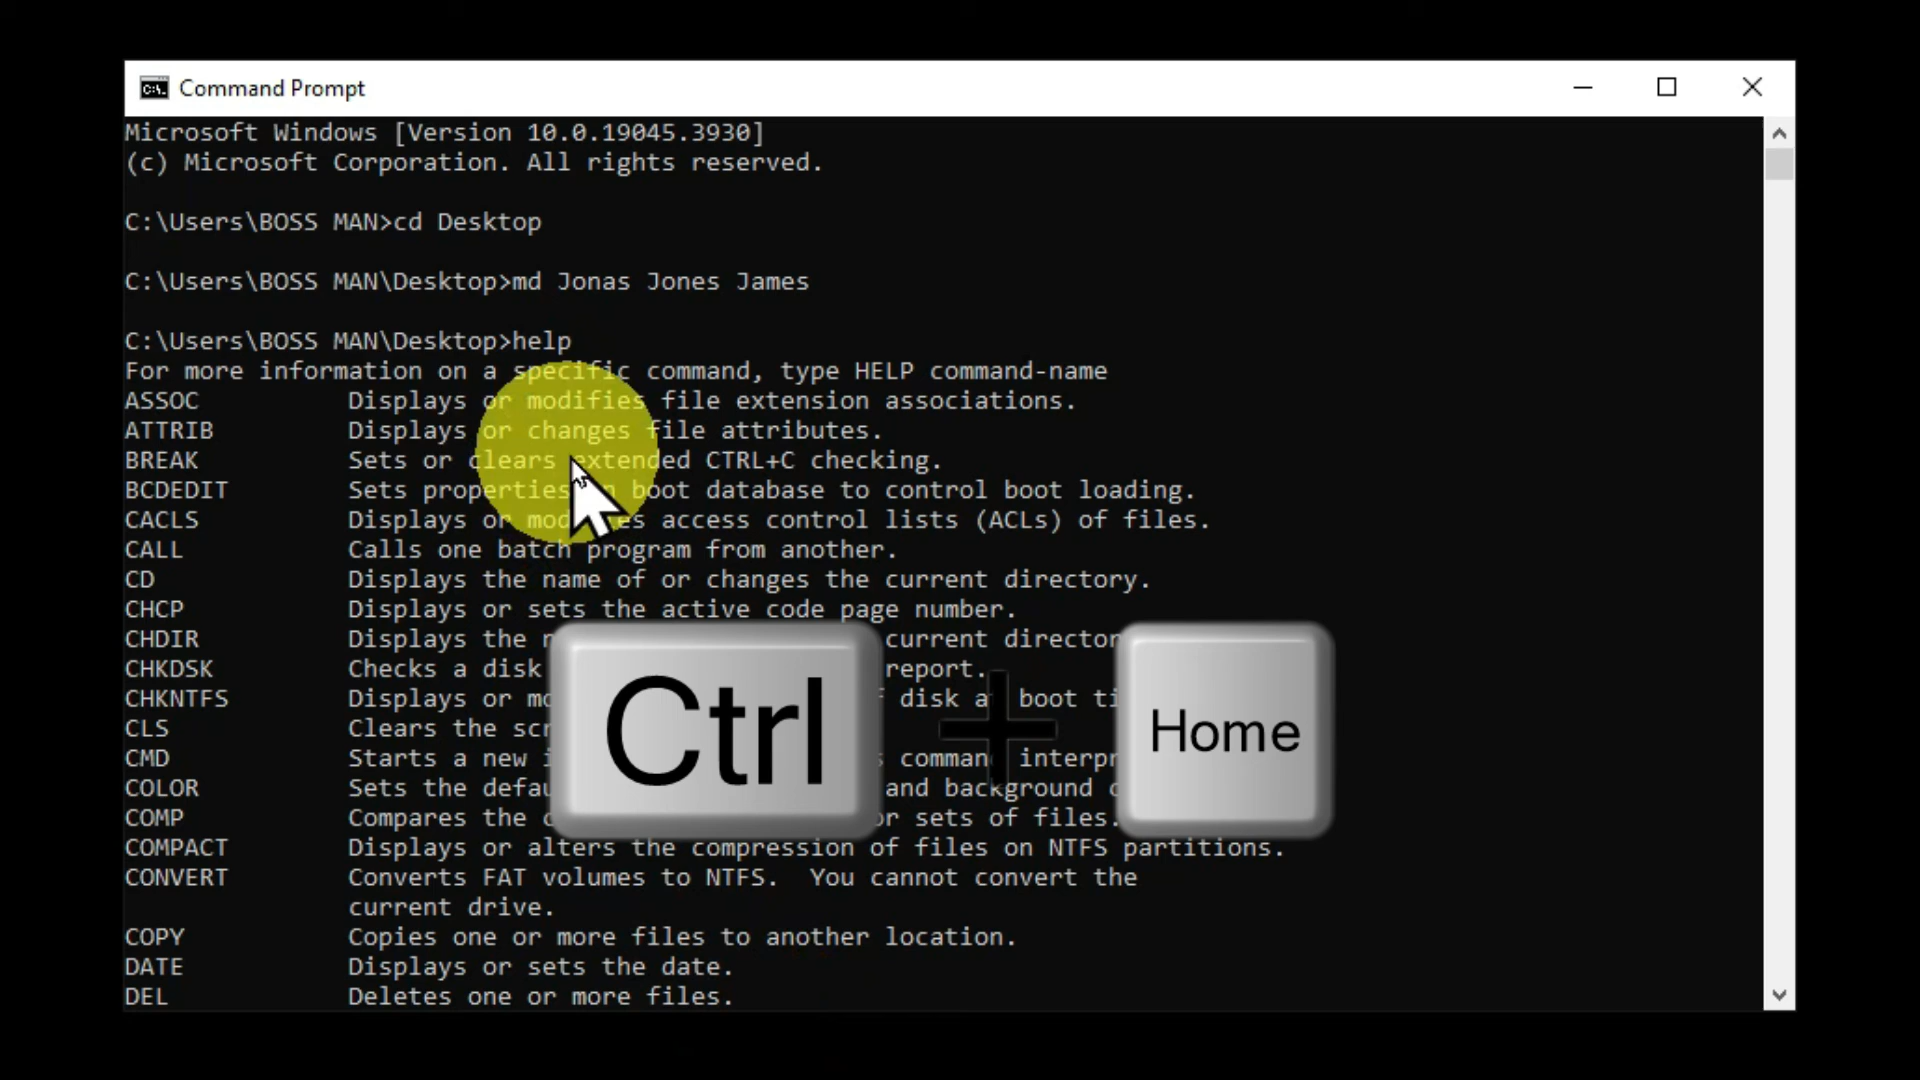 Command Prompt
Microsoft Windows [Version 10.0.19045.3930]
(c) Microsoft Corporation. All rights reserved.
C:\Users\BOSS MAN>cd Desktop
C:\Users\BOSS MAN\Desktop>md Jonas Jones James
C:\Users\BOSS MAN\Desktop>help
For more information on a specific command, type HELP command-name
ASSOC Displays or modifies file extension associations.
ATTRIB Displays or changes file attributes.
BREAK Sets or clears extended CTRL+C checking.
BCDEDIT Sets properties in boot database to control boot loading.
CACLS Displays or modifies access control lists (ACLs) of files.
CALL Calls one batch program from another.
CD Displays the name of or changes the current directory.
CHCP Displays or sets the active code page number.
CHDIR Displays the current
CHKDSK Checks a disk report.
CHKNTFS Displays or disk at boot
CLS Clears the
CMD Starts a new command
COLOR Sets the and background
COMP Compares the or sets of files.
Ctrl + Home
COMPACT Displays or alters the compression of files on NTFS partitions.
CONVERT Converts FAT volumes to NTFS. You cannot convert the
current drive.
COPY Copies one or more files to another location.
DATE Displays or sets the date.
DEL Deletes one or more files.